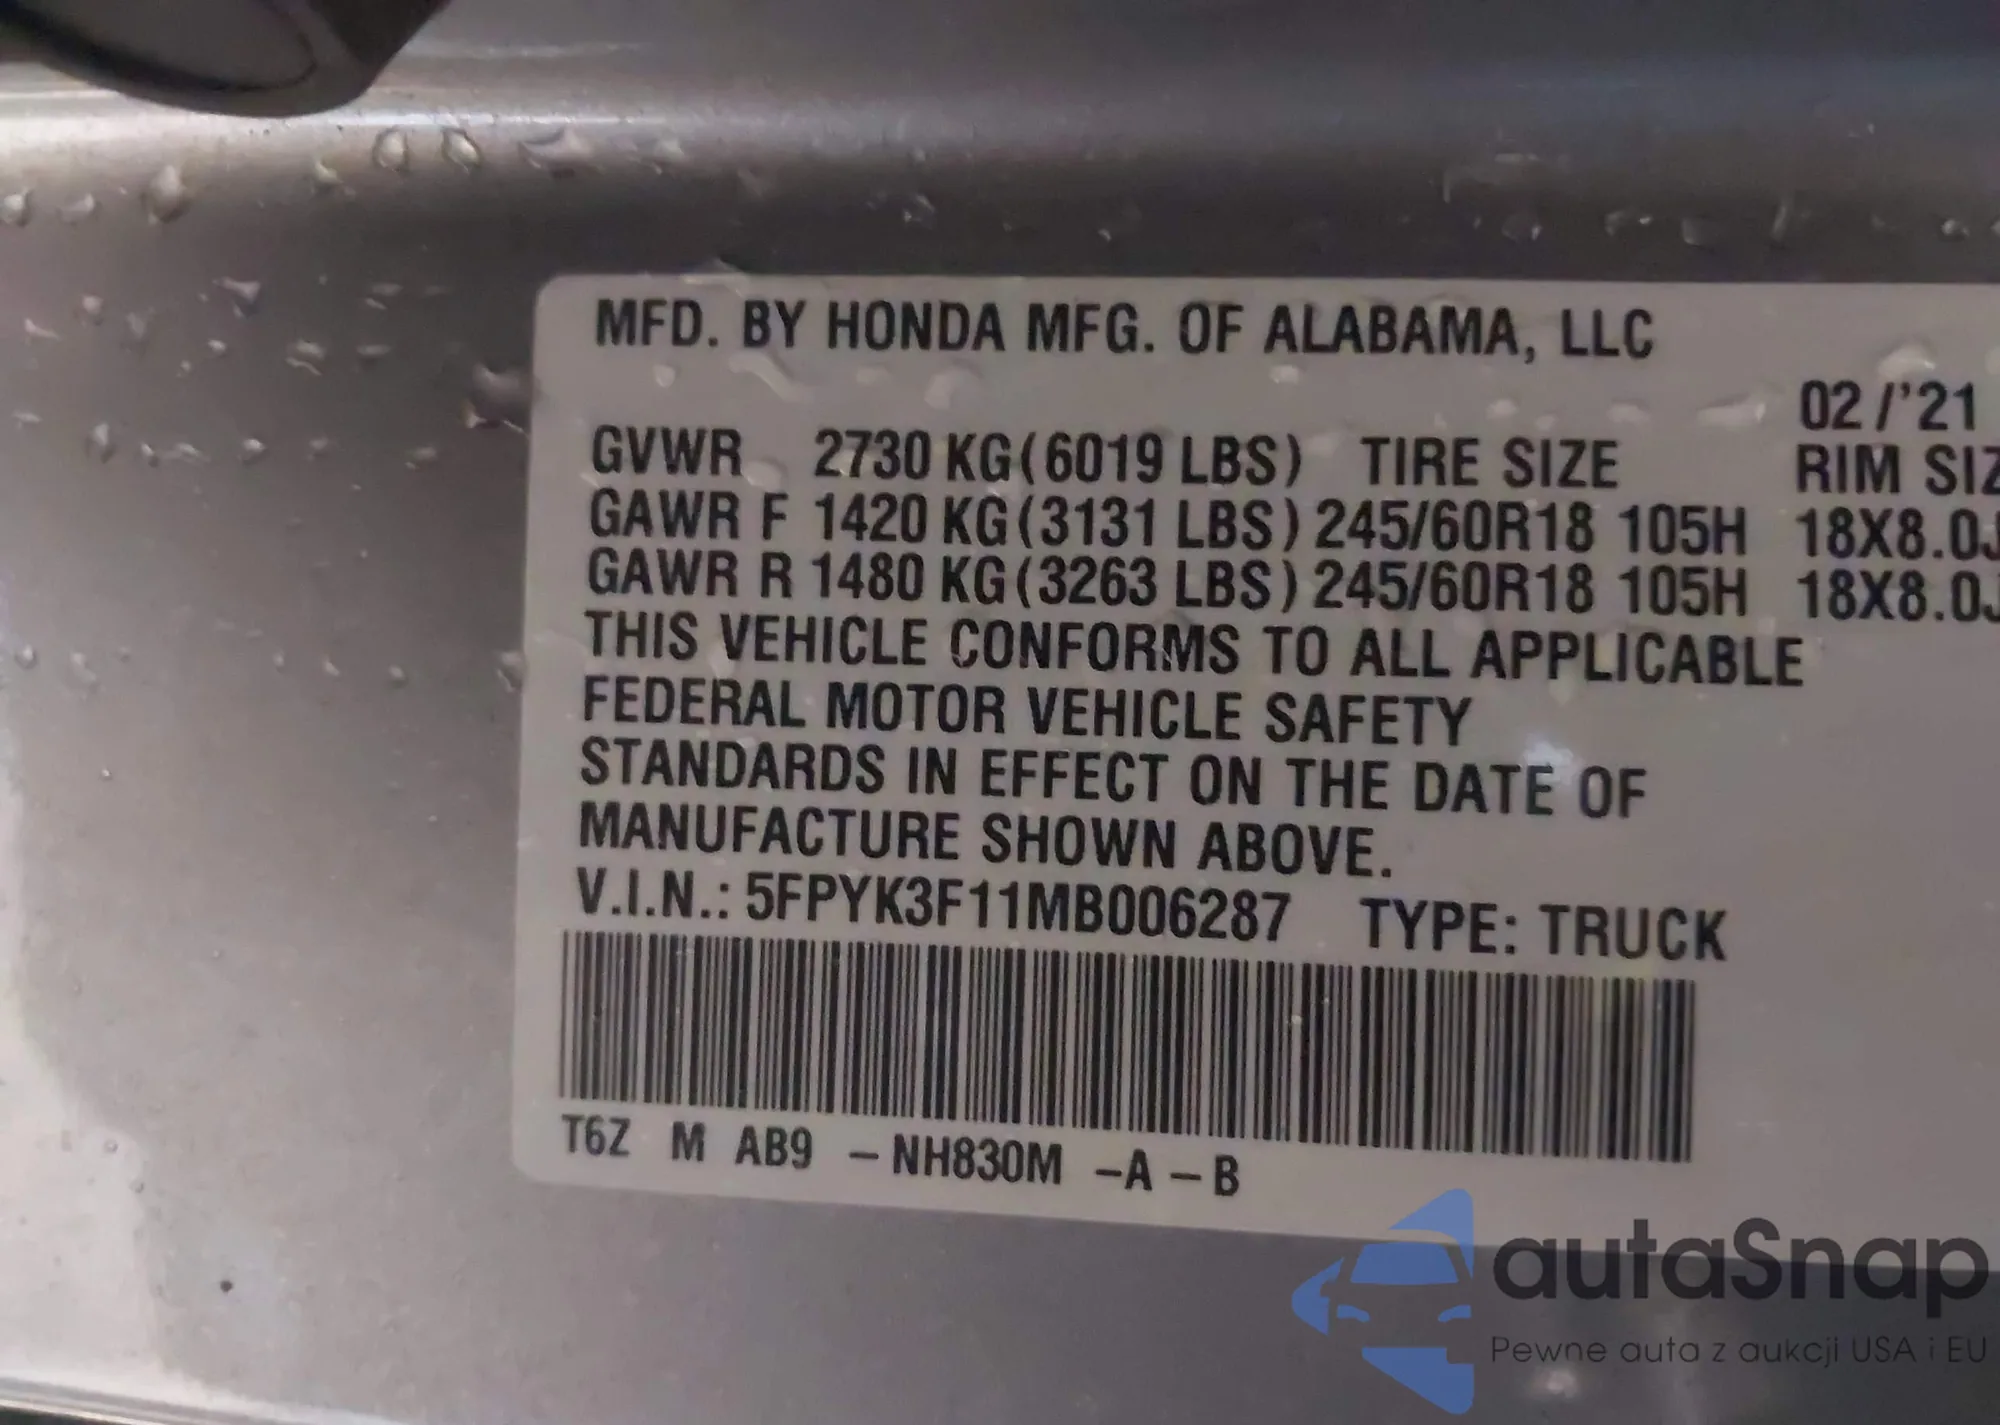 MFD. BY HONDA MFG. OF ALABAMA, LLC
02/'21
GVWR 2730 KG(6019 LBS) TIRE SIZE RIM SIZ
GAWR F 1420 KG(3131 LBS) 245/60R18 105H 18X8.0J
GAWR R 1480 KG(3263 LBS) 245/60R18 105H 18X8.0J
THIS VEHICLE CONFORMS TO ALL APPLICABLE
FEDERAL MOTOR VEHICLE SAFETY
STANDARDS IN EFFECT ON THE DATE OF
MANUFACTURE SHOWN ABOVE.
V.I.N.: 5FPYK3F11MB006287 TYPE: TRUCK
T6Z M AB9 –NH830M –A –B
autaSnap
Pewne auta z aukcji USA i EU